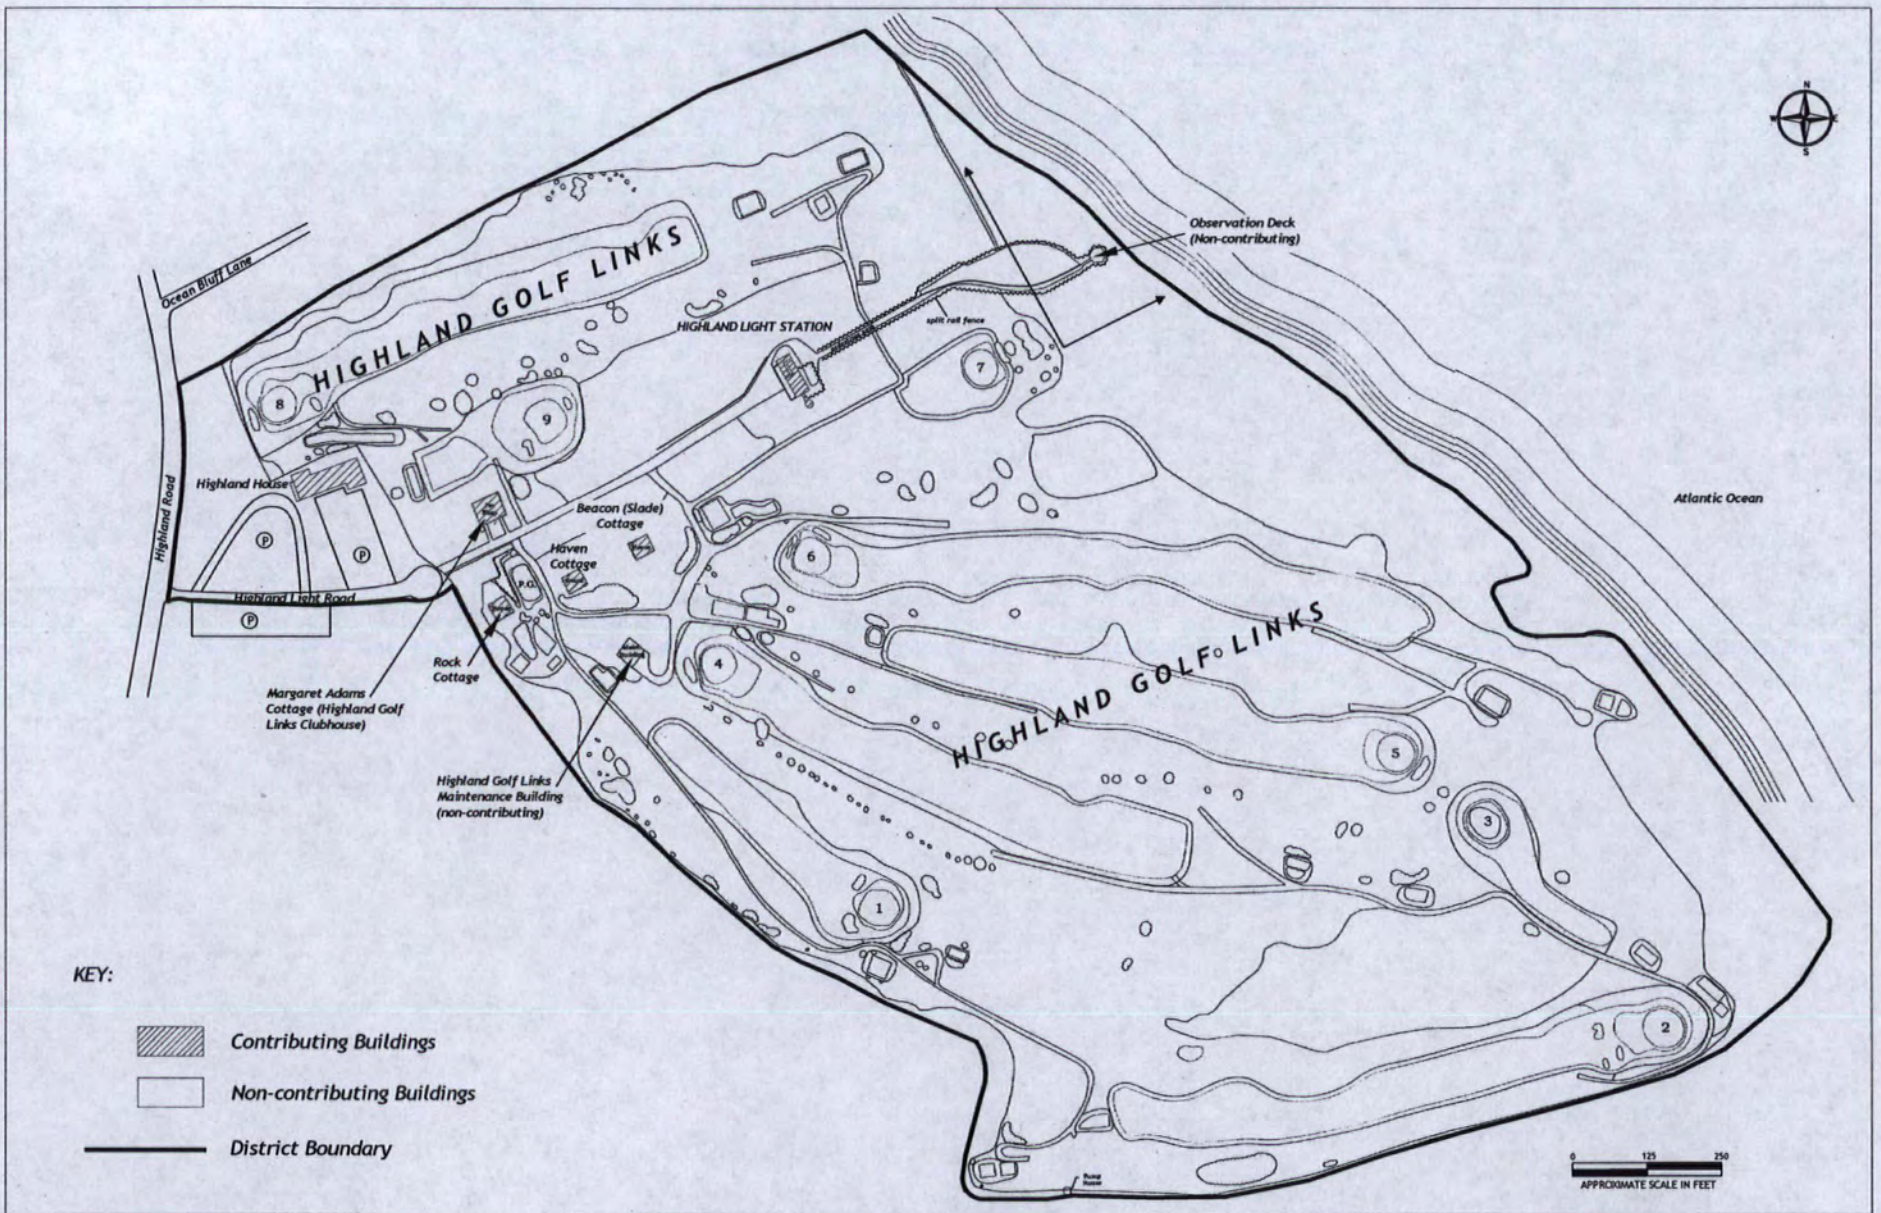 N
W E
S
Observation Deck
(Non-contributing)
Ocean Bluff Lane
HIGHLAND GOLF LINKS
HIGHLAND LIGHT STATION
split rail fence
7
8
9
Highland House
Highland Road
Atlantic Ocean
Beacon (Slade)
Cottage
Haven
Cottage
6
P
P
P.G.
Highland Light Road
P
HIGHLAND GOLF LINKS
4
Rock
Cottage
Margaret Adams
Cottage (Highland Golf
Links Clubhouse)
5
Highland Golf Links
Maintenance Building
(non-contributing)
3
1
2
KEY:
Contributing Buildings
Non-contributing Buildings
District Boundary
Pump
House
0 125 250
APPROXIMATE SCALE IN FEET